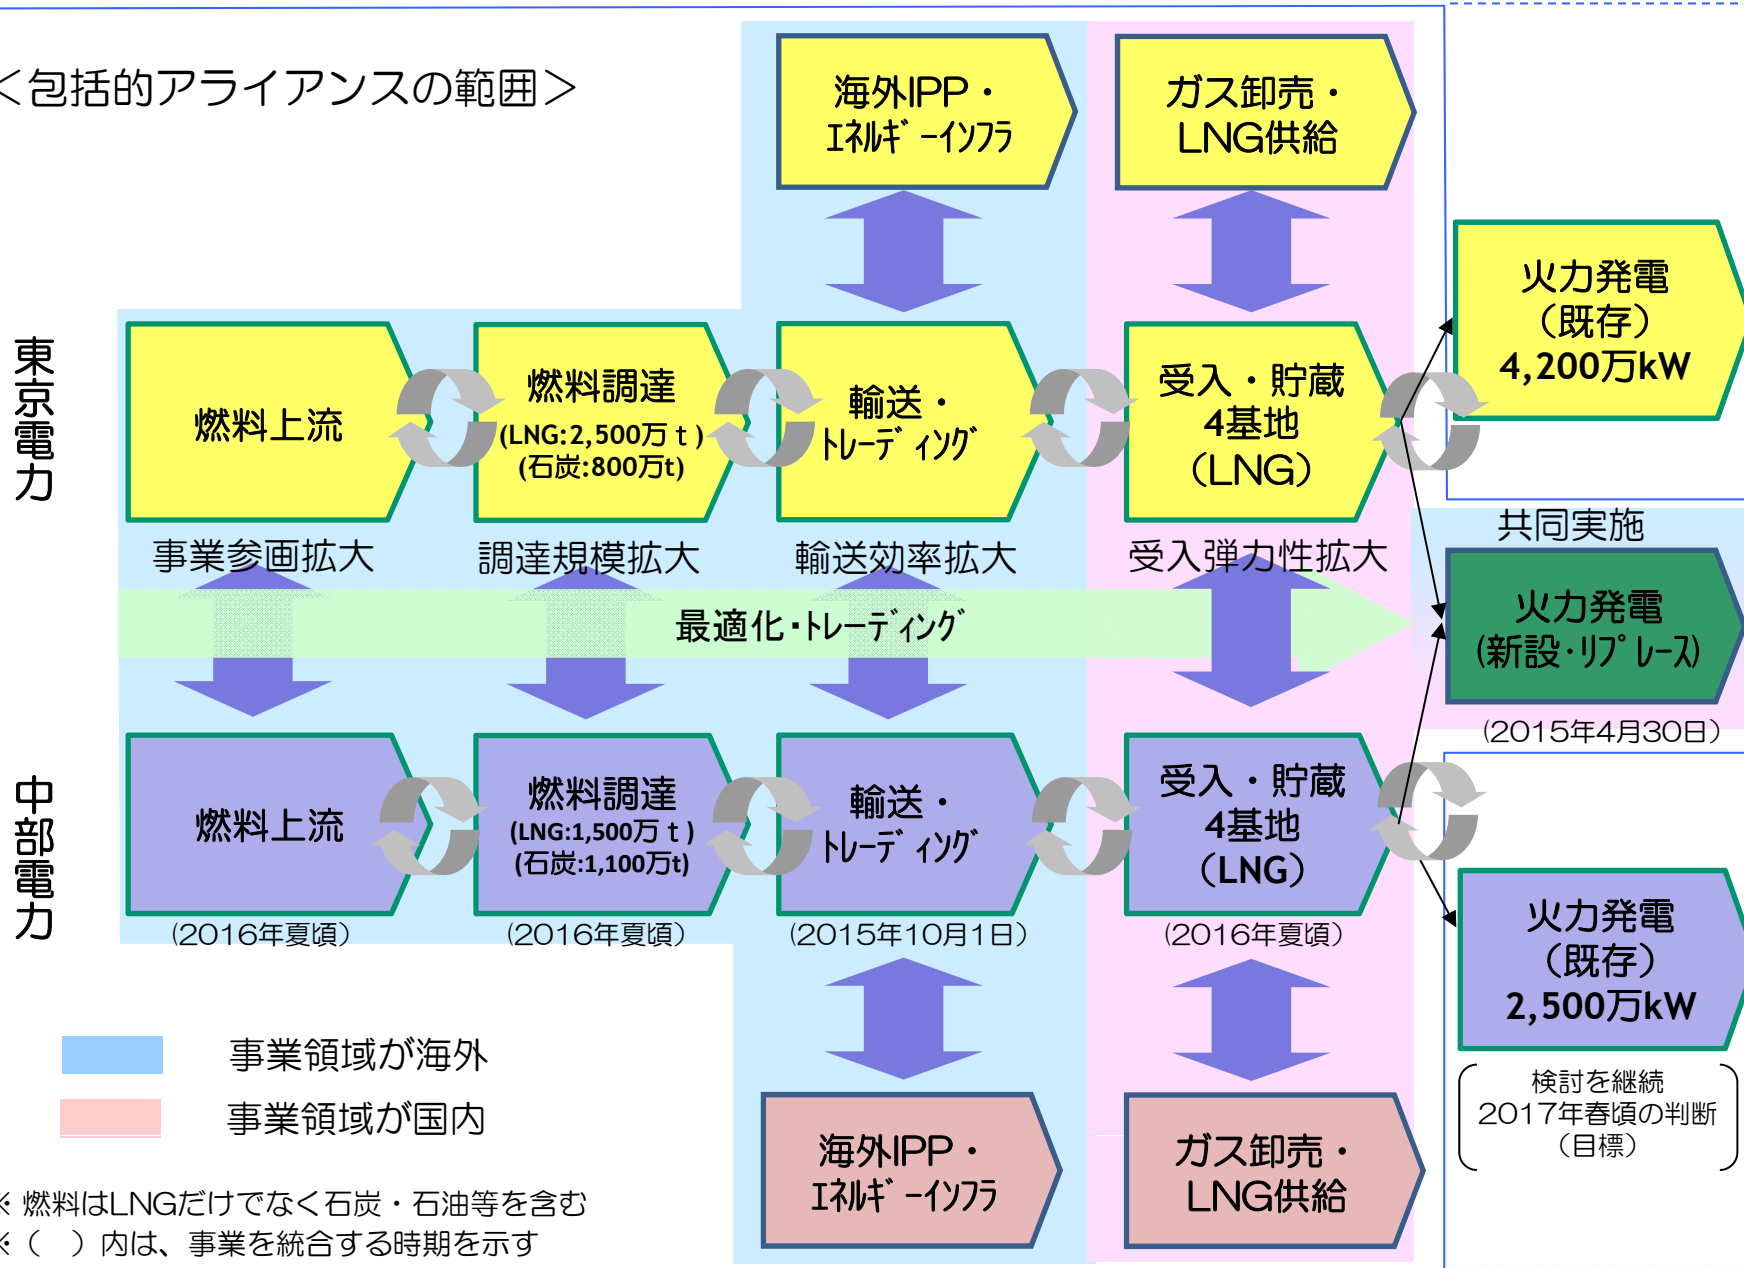 ＜包括的アライアンスの範囲＞
海外IPP・
ｴﾈﾙｷﾞｰｲﾝﾌﾗ
ガス卸売・
LNG供給
東京電力
燃料上流
燃料調達
(LNG:2,500万ｔ)
(石炭:800万t)
輸送・
ﾄﾚｰﾃﾞｨﾝｸﾞ
受入・貯蔵
4基地
（LNG）
火力発電
（既存）
4,200万kW
事業参画拡大
調達規模拡大
輸送効率拡大
受入弾力性拡大
共同実施
最適化・ﾄﾚｰﾃﾞｨﾝｸﾞ
火力発電
(新設・ﾘﾌﾟﾚｰｽ)
(2015年4月30日)
中部電力
燃料上流
燃料調達
(LNG:1,500万ｔ)
(石炭:1,100万t)
輸送・
ﾄﾚｰﾃﾞｨﾝｸﾞ
受入・貯蔵
4基地
（LNG）
火力発電
（既存）
2,500万kW
(2016年夏頃)
(2016年夏頃)
(2015年10月1日)
(2016年夏頃)
検討を継続
2017年春頃の判断
（目標）
事業領域が海外
事業領域が国内
海外IPP・
ｴﾈﾙｷﾞｰｲﾝﾌﾗ
ガス卸売・
LNG供給
※ 燃料はLNGだけでなく石炭・石油等を含む
※（　）内は、事業を統合する時期を示す